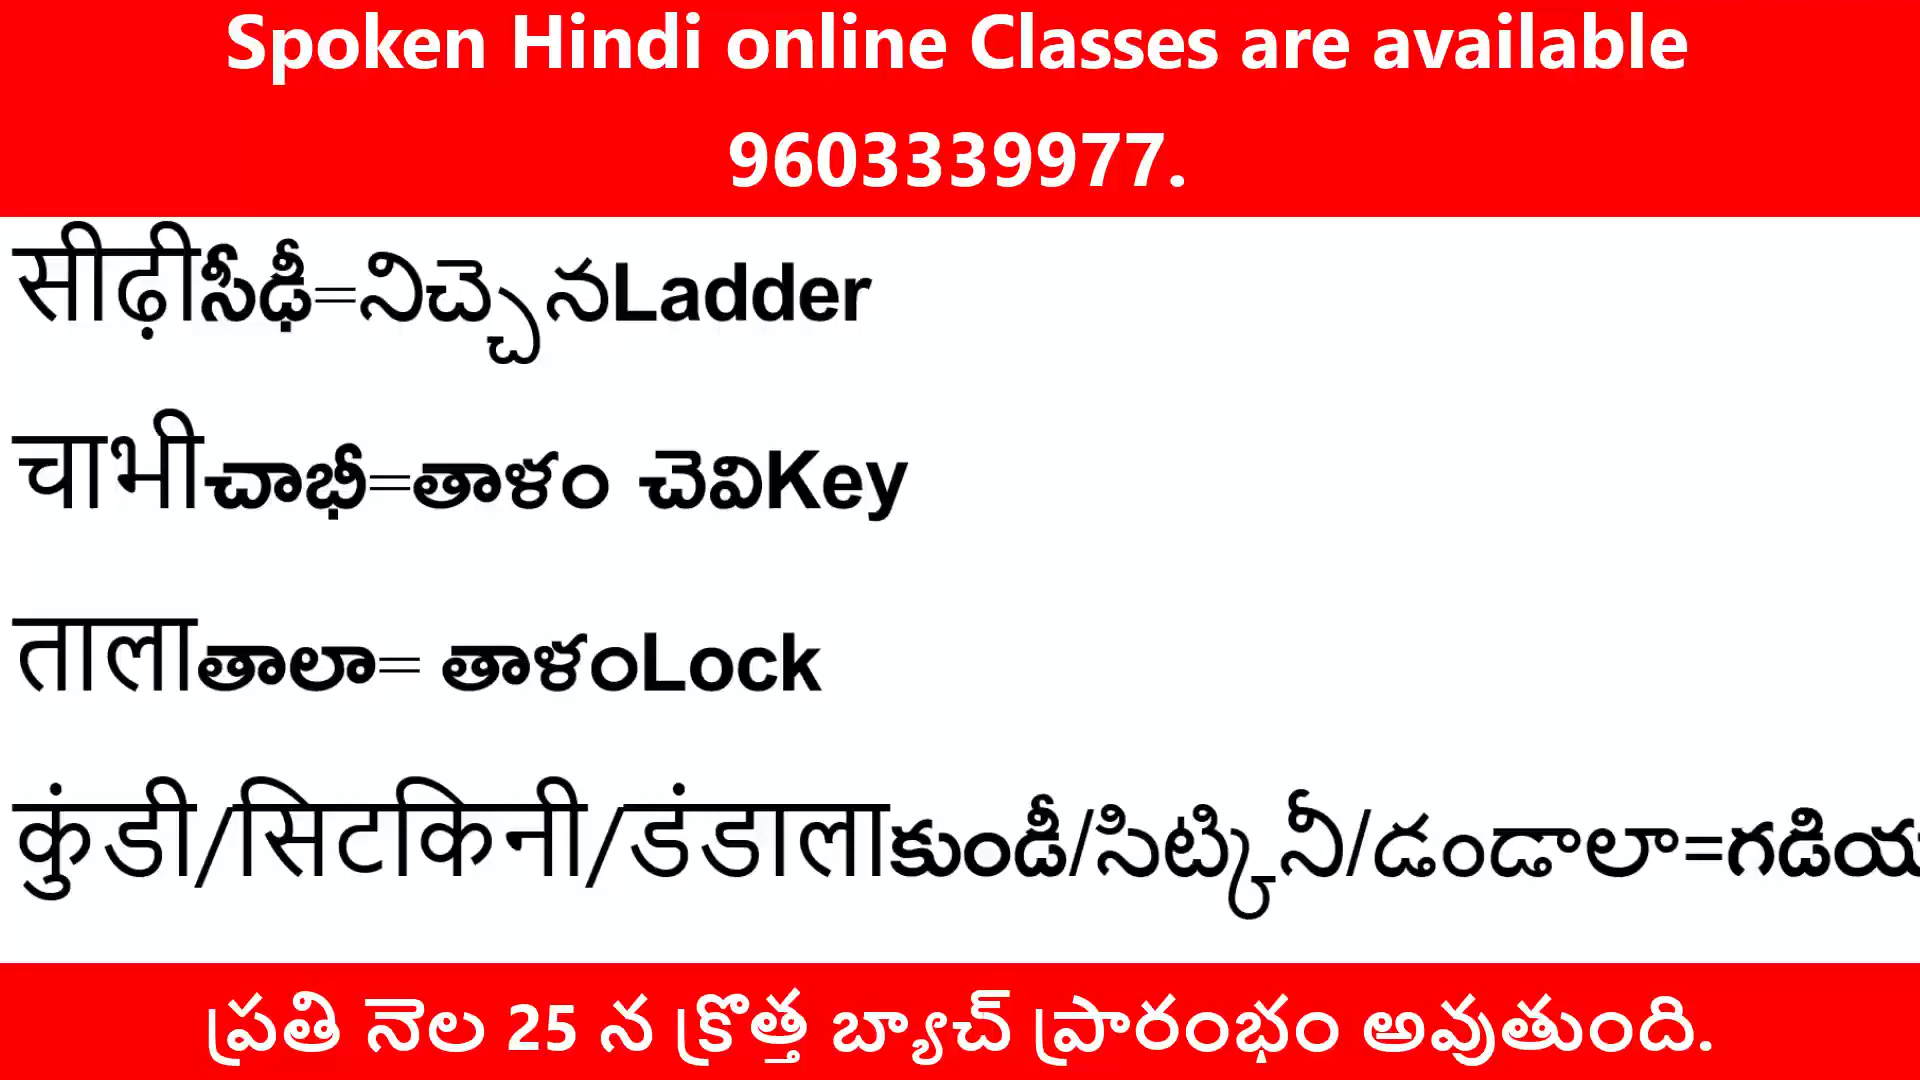 Spoken Hindi online Classes are available
9603339977.
सीढ़ीసీఢీ=నిచ్చెనLadder
चाभीచాభీ=తాళం చెవిKey
तालाతాలా= తాళంLock
कुंडी/सिटकिनी/डंडालाకుండీ/సిట్కినీ/డండాలా=గడియ
ప్రతి నెల 25 న క్రొత్త బ్యాచ్ ప్రారంభం అవుతుంది.